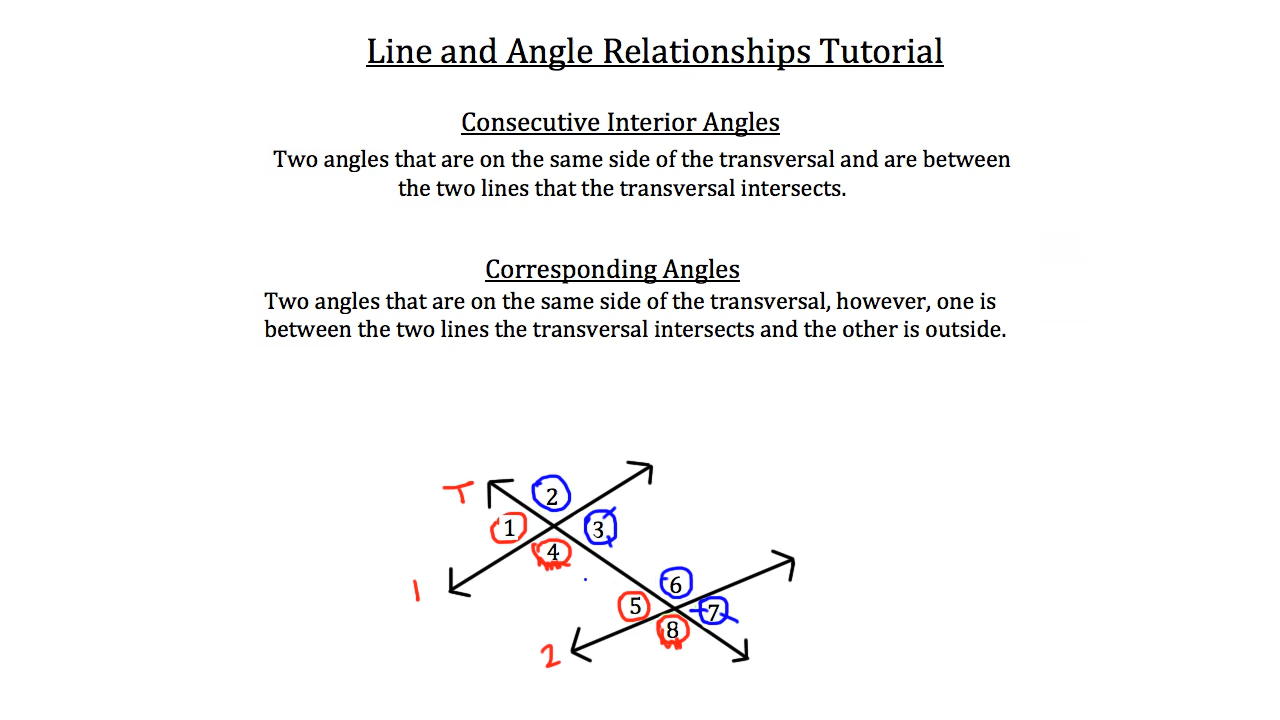 Line and Angle Relationships Tutorial
Consecutive Interior Angles
Two angles that are on the same side of the transversal and are between
the two lines that the transversal intersects.
Corresponding Angles
Two angles that are on the same side of the transversal, however, one is
between the two lines the transversal intersects and the other is outside.
T
2
1
3
4
1
6
5
7
8
2